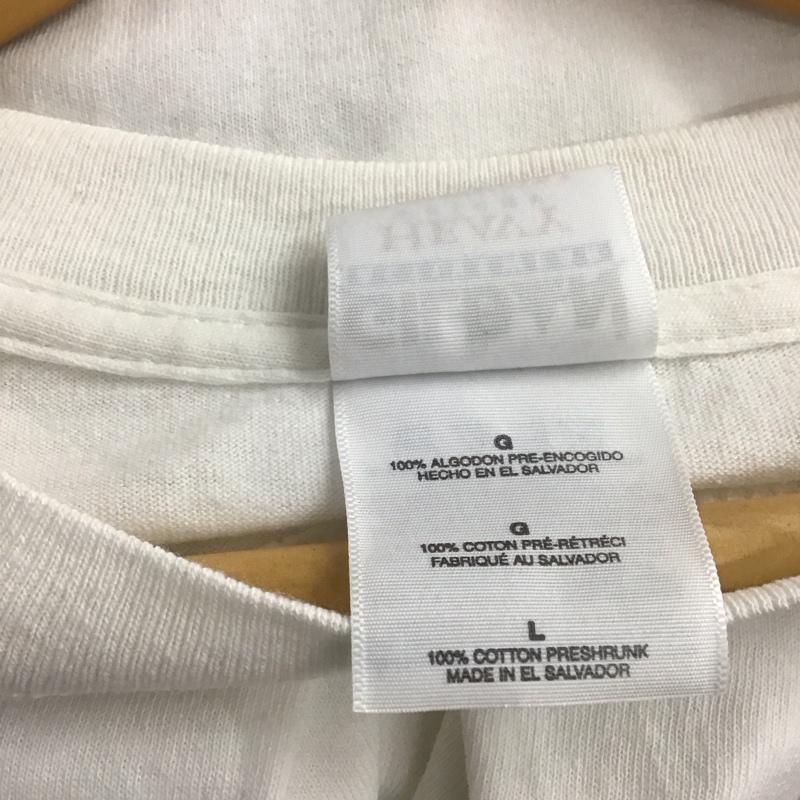 HEAVY
G
100% ALGODON PRE-ENCOGIDO
HECHO EN EL SALVADOR
G
100% COTON PRÉ-RÉTRÉCI
FABRIQUÉ AU SALVADOR
L
100% COTTON PRESHRUNK
MADE IN EL SALVADOR